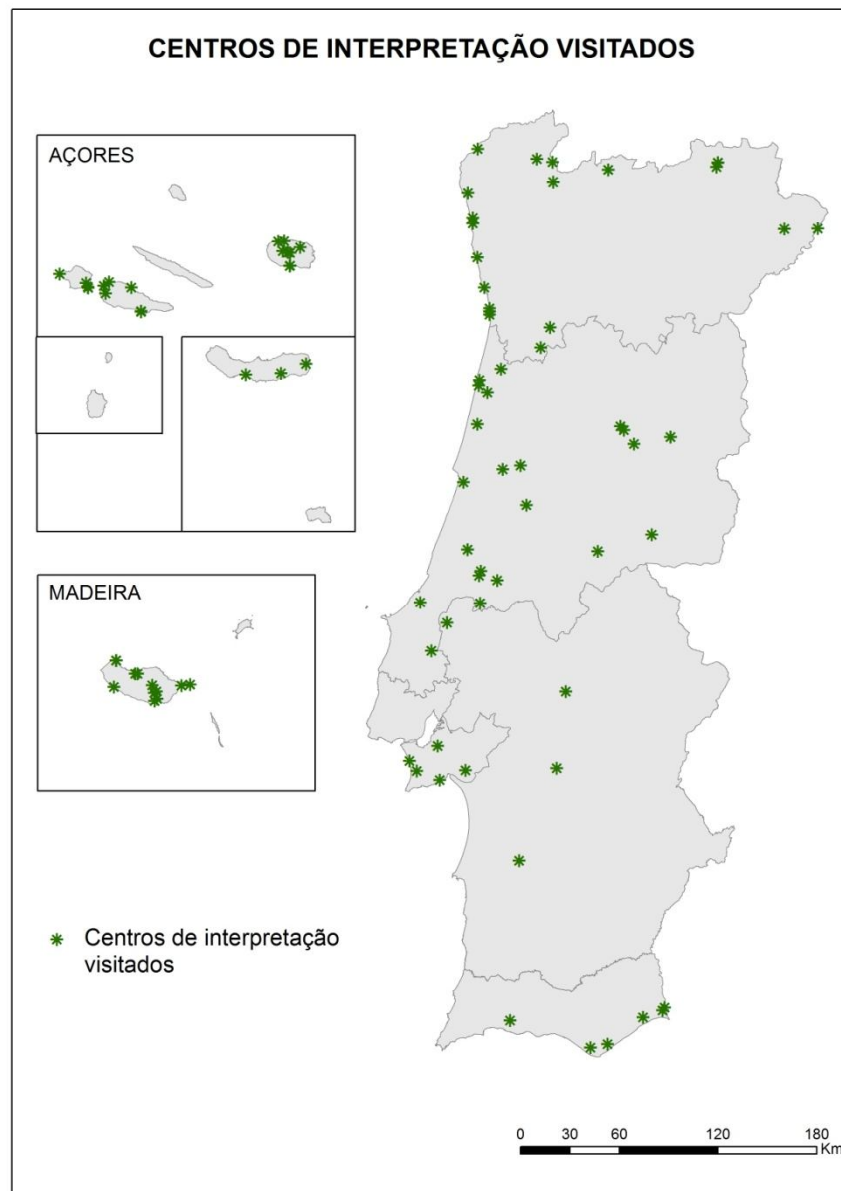 CENTROS DE INTERPRETAÇÃO VISITADOS
AÇORES
MADEIRA
Centros de interpretação
visitados
0 30 60 120 180
Km